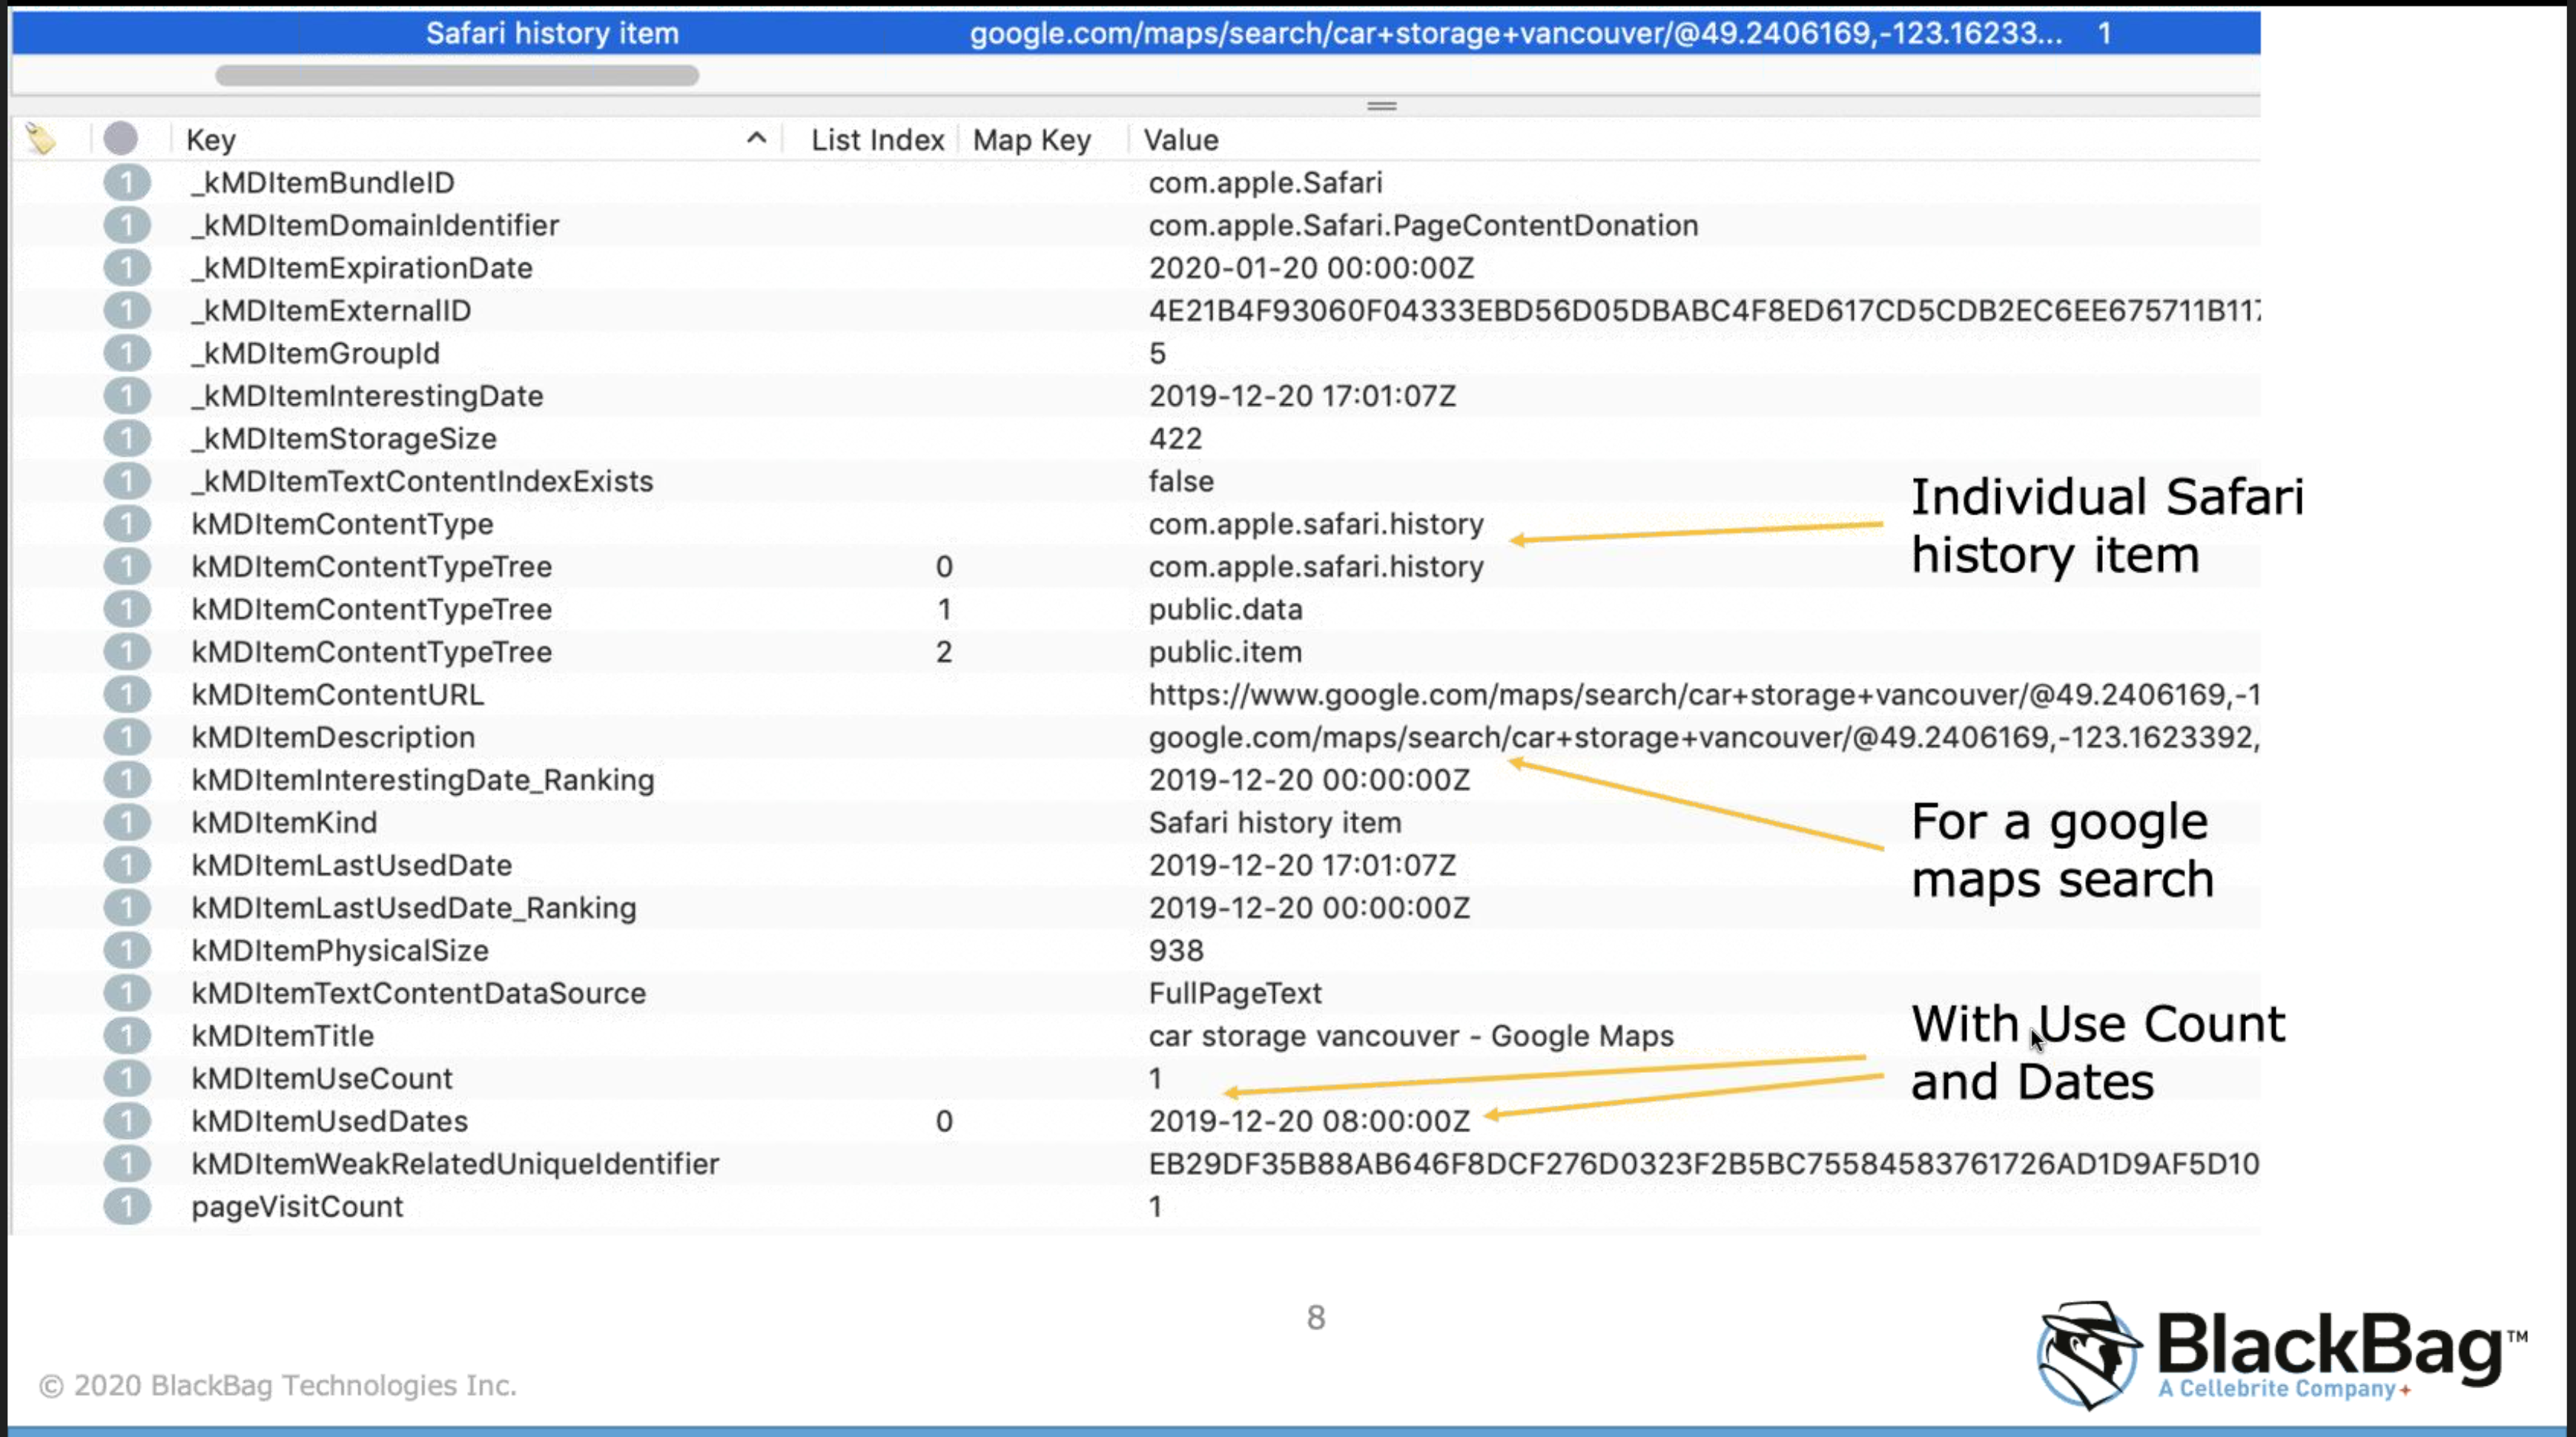 Safari history item google.com/maps/search/car+storage+vancouver/@49.2406169,-123.16233... 1
Key List Index Map Key Value
1 _kMDItemBundleID com.apple.Safari
1 _kMDItemDomainIdentifier com.apple.Safari.PageContentDonation
1 _kMDItemExpirationDate 2020-01-20 00:00:00Z
1 _kMDItemExternalID 4E21B4F93060F04333EBD56D05DBABC4F8ED617CD5CDB2EC6EE675711B117
1 _kMDItemGroupId 5
1 _kMDItemInterestingDate 2019-12-20 17:01:07Z
1 _kMDItemStorageSize 422
1 _kMDItemTextContentIndexExists false
1 kMDItemContentType com.apple.safari.history
1 kMDItemContentTypeTree 0 com.apple.safari.history
1 kMDItemContentTypeTree 1 public.data
1 kMDItemContentTypeTree 2 public.item
1 kMDItemContentURL https://www.google.com/maps/search/car+storage+vancouver/@49.2406169,-1
1 kMDItemDescription google.com/maps/search/car+storage+vancouver/@49.2406169,-123.1623392,
1 kMDItemInterestingDate_Ranking 2019-12-20 00:00:00Z
1 kMDItemKind Safari history item
1 kMDItemLastUsedDate 2019-12-20 17:01:07Z
1 kMDItemLastUsedDate_Ranking 2019-12-20 00:00:00Z
1 kMDItemPhysicalSize 938
1 kMDItemTextContentDataSource FullPageText
1 kMDItemTitle car storage vancouver - Google Maps
1 kMDItemUseCount 1
1 kMDItemUsedDates 0 2019-12-20 08:00:00Z
1 kMDItemWeakRelatedUniqueIdentifier EB29DF35B88AB646F8DCF276D0323F2B5BC75584583761726AD1D9AF5D10
1 pageVisitCount 1
Individual Safari
history item
For a google
maps search
With Use Count
and Dates
8
© 2020 BlackBag Technologies Inc.
BlackBag™
A Cellebrite Company